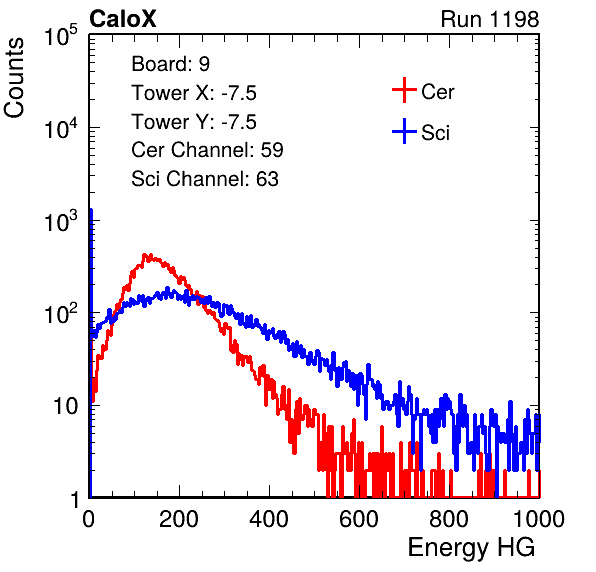 CaloX Run 1198
Counts
Board: 9
Tower X: -7.5
Tower Y: -7.5
Cer Channel: 59
Sci Channel: 63
Cer
Sci
10^5
10^4
10^3
10^2
10
1
0 200 400 600 800 1000
Energy HG